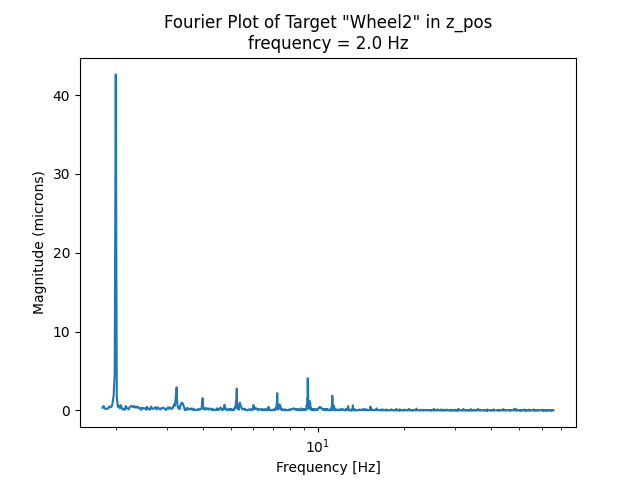 Fourier Plot of Target "Wheel2" in z_pos
frequency = 2.0 Hz
40
30
20
10
0
Magnitude (microns)
10¹
Frequency [Hz]